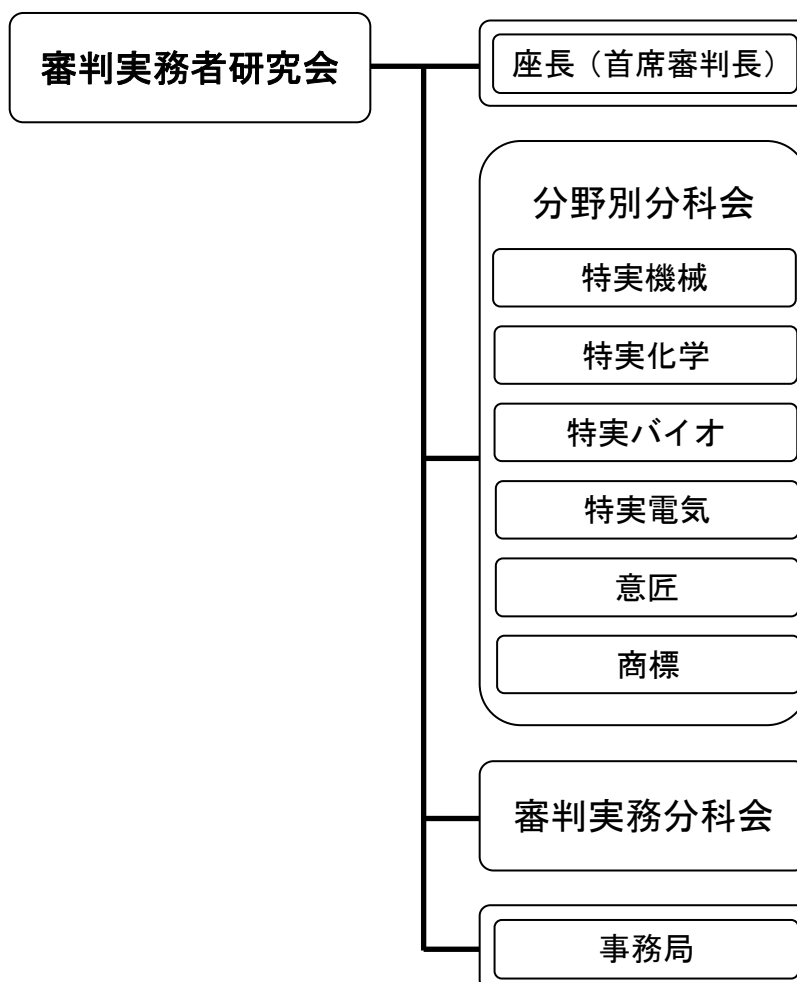 審判実務者研究会
座長（首席審判長）
分野別分科会
特実機械
特実化学
特実バイオ
特実電気
意匠
商標
審判実務分科会
事務局